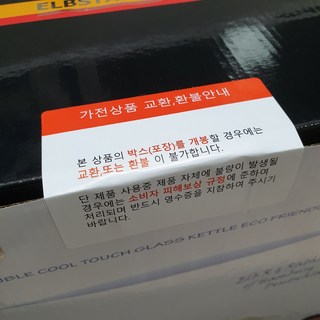 ELBSTA
가전상품 교환,환불안내
본 상품의 박스(포장)를 개봉할 경우에는
교환,또는 환불 이 불가합니다.
단 제품 사용중 제품 자체에 불량이 발생될
경우에는 소비자 피해보상 규정에 준하여
처리되며 반드시 영수증을 지참하여 주시기
바랍니다.
BLE COOL TOUCH GLASS KETTLE ECO FRIEND